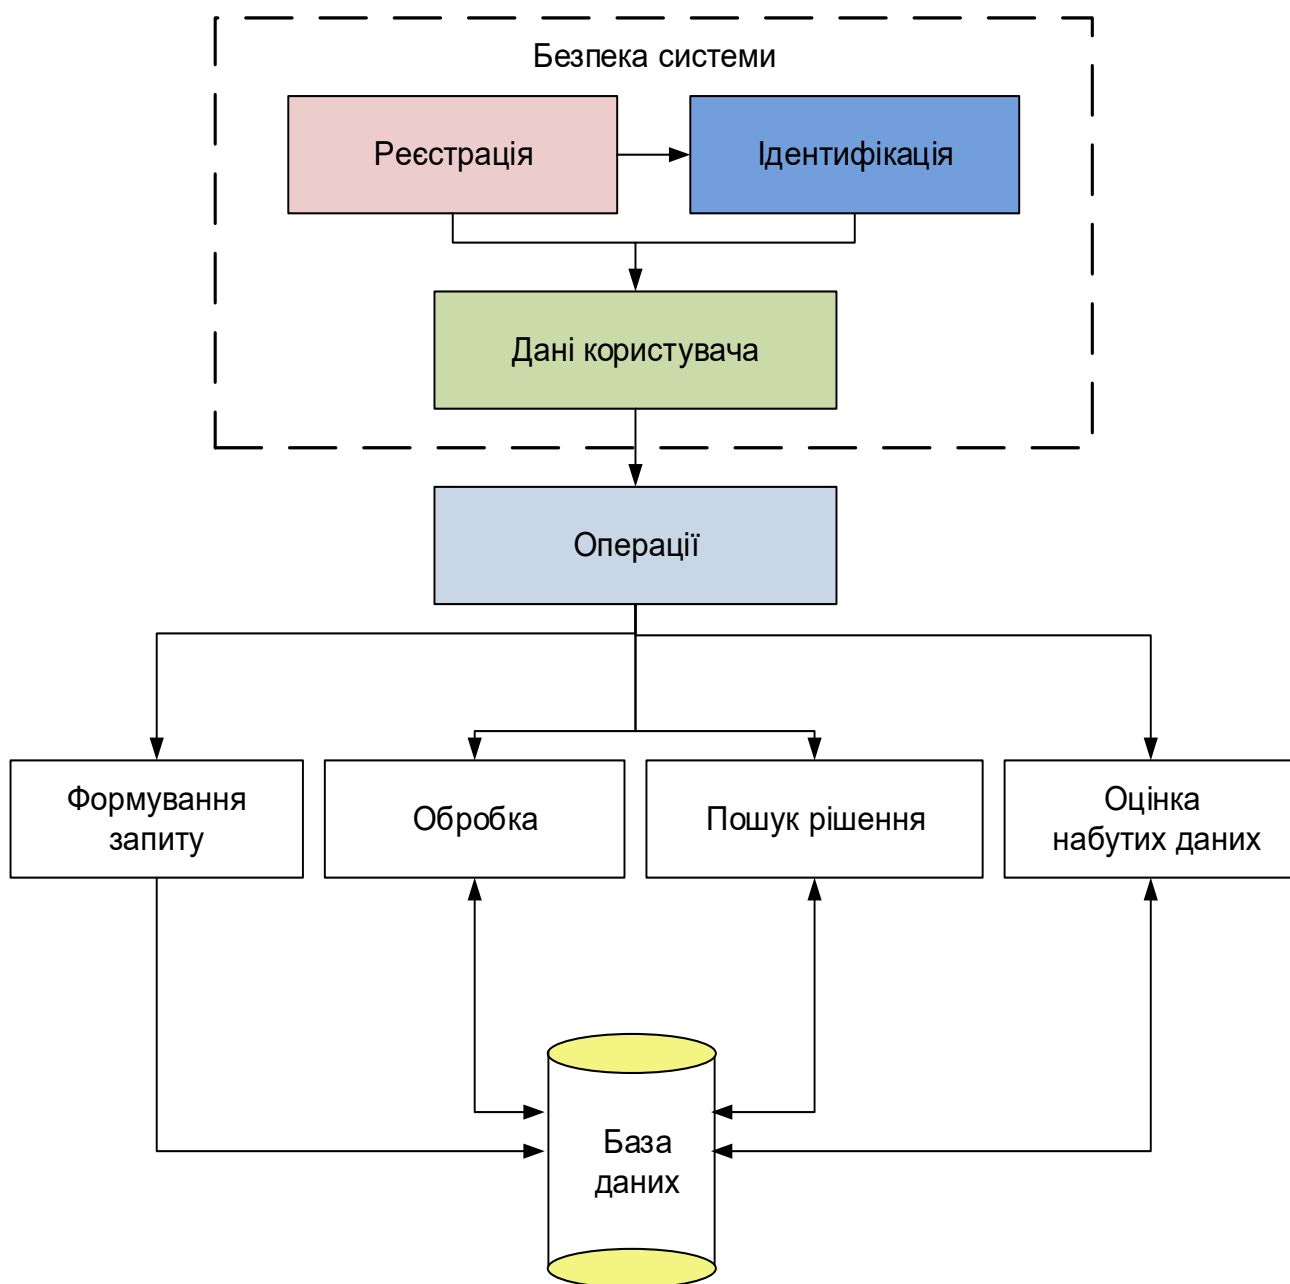 Безпека системи
Реєстрація
Ідентифікація
Дані користувача
Операції
Формування
запиту
Обробка
Пошук рішення
Оцінка
набутих даних
База
даних